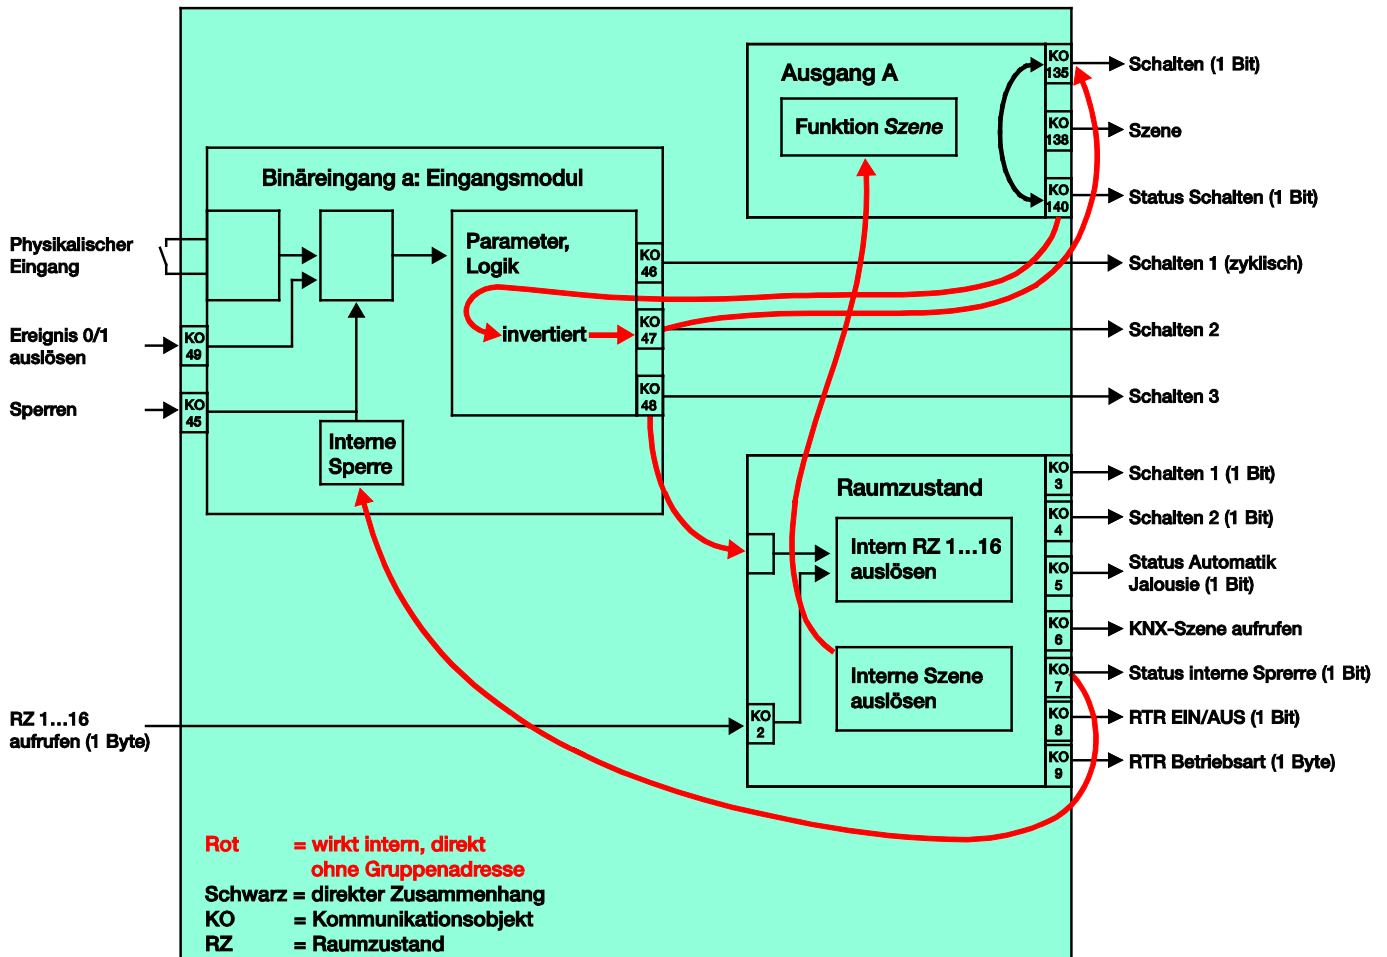 Ausgang A
Funktion Szene
KO
135
KO
138
KO
140
Schalten (1 Bit)
Szene
Status Schalten (1 Bit)
Binäreingang a: Eingangsmodul
Physikalischer
Eingang
Parameter,
Logik
invertiert
KO
46
KO
47
KO
48
Schalten 1 (zyklisch)
Schalten 2
Schalten 3
Ereignis 0/1
auslösen
KO
49
Sperren
KO
45
Interne
Sperre
Raumzustand
Intern RZ 1...16
auslösen
Interne Szene
auslösen
KO
3
KO
4
KO
5
KO
6
KO
7
KO
8
KO
9
Schalten 1 (1 Bit)
Schalten 2 (1 Bit)
Status Automatik
Jalousie (1 Bit)
KNX-Szene aufrufen
Status interne Sprerre (1 Bit)
RTR EIN/AUS (1 Bit)
RTR Betriebsart (1 Byte)
RZ 1...16
aufrufen (1 Byte)
KO
2
Rot = wirkt intern, direkt
ohne Gruppenadresse
Schwarz = direkter Zusammenhang
KO = Kommunikationsobjekt
RZ = Raumzustand